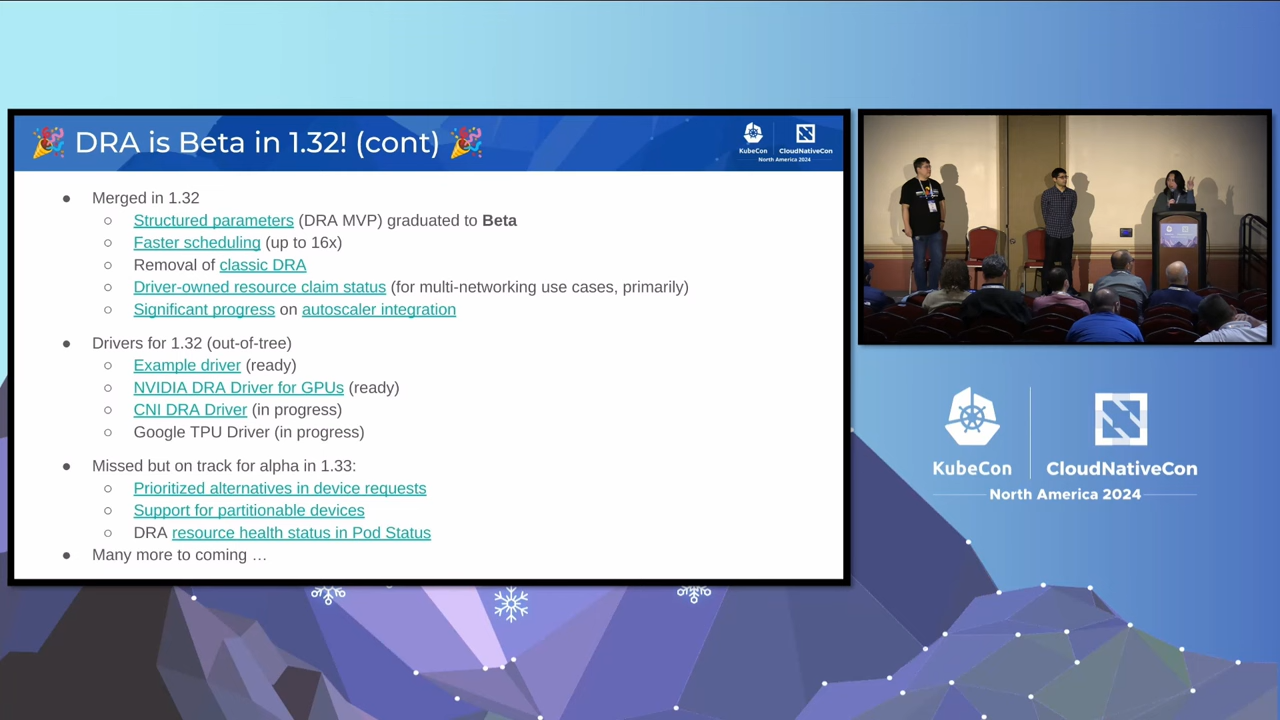 🎉 DRA is Beta in 1.32! (cont) 🎉
KubeCon
CloudNativeCon
North America 2024
● Merged in 1.32
○ Structured parameters (DRA MVP) graduated to Beta
○ Faster scheduling (up to 16x)
○ Removal of classic DRA
○ Driver-owned resource claim status (for multi-networking use cases, primarily)
○ Significant progress on autoscaler integration
● Drivers for 1.32 (out-of-tree)
○ Example driver (ready)
○ NVIDIA DRA Driver for GPUs (ready)
○ CNI DRA Driver (in progress)
○ Google TPU Driver (in progress)
● Missed but on track for alpha in 1.33:
○ Prioritized alternatives in device requests
○ Support for partitionable devices
○ DRA resource health status in Pod Status
● Many more to coming …
KubeCon
CloudNativeCon
North America 2024